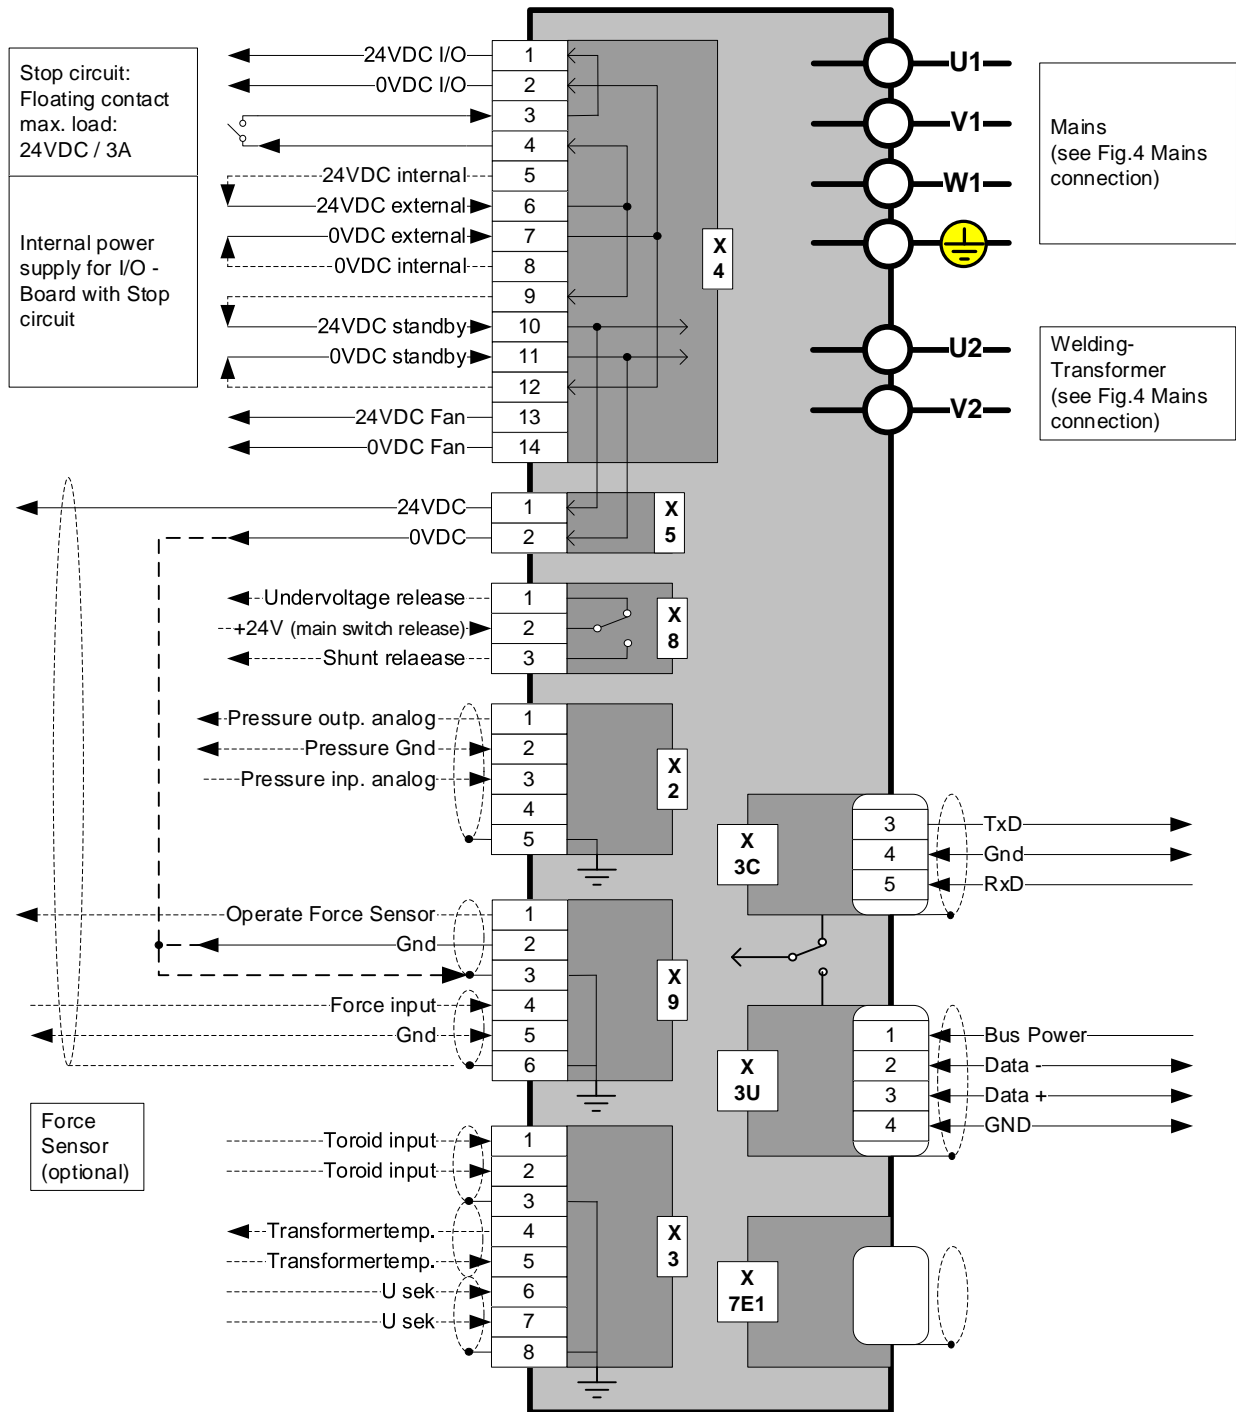 Stop circuit:
Floating contact
max. load:
24VDC / 3A
Internal power
supply for I/O -
Board with Stop
circuit
24VDC I/O
1
0VDC I/O
2
3
4
24VDC internal
5
24VDC external
6
0VDC external
7
0VDC internal
8
9
24VDC standby
10
0VDC standby
11
12
24VDC Fan
13
0VDC Fan
14
X
4
24VDC
1
0VDC
2
X
5
Undervoltage release
1
+24V (main switch release)
2
Shunt relaease
3
X
8
Pressure outp. analog
1
Pressure Gnd
2
Pressure inp. analog
3
4
5
X
2
Operate Force Sensor
1
Gnd
2
3
Force input
4
Gnd
5
6
X
9
Force
Sensor
(optional)
Toroid input
1
Toroid input
2
3
Transformertemp.
4
Transformertemp.
5
U sek
6
U sek
7
8
X
3
U1
V1
W1
Mains
(see Fig.4 Mains
connection)
U2
V2
Welding-
Transformer
(see Fig.4 Mains
connection)
X
3C
3
TxD
4
Gnd
5
RxD
X
3U
1
Bus Power
2
Data -
3
Data +
4
GND
X
7E1